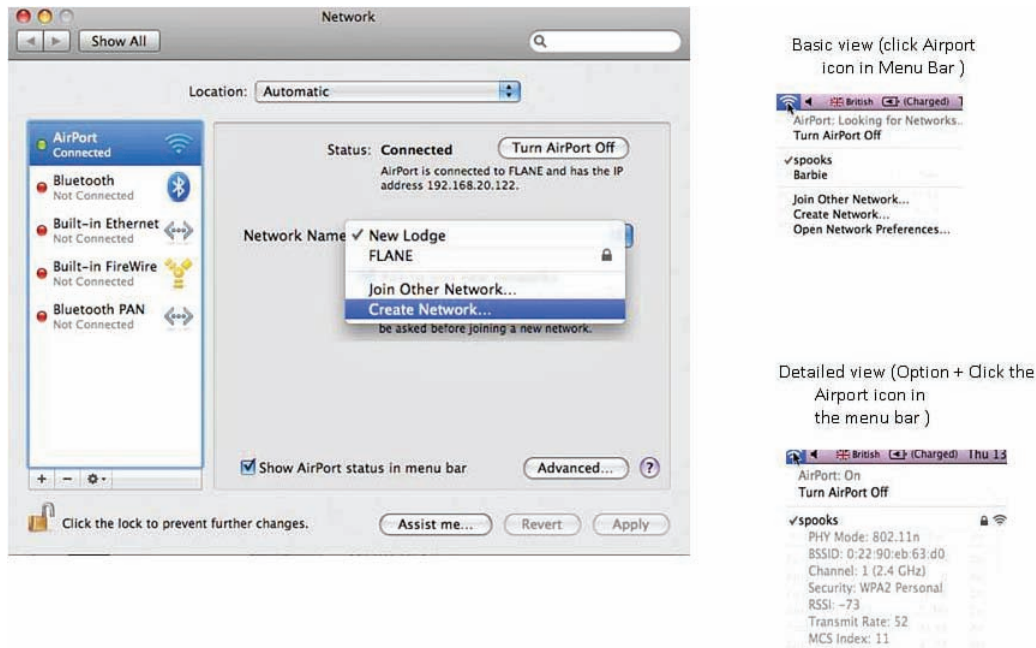 Network
Show All
Location: Automatic
AirPort
Connected
Bluetooth
Not Connected
Built-in Ethernet
Not Connected
Built-in FireWire
Not Connected
Bluetooth PAN
Not Connected
Status: Connected
Turn AirPort Off
AirPort is connected to FLANE and has the IP
address 192.168.20.122.
Network Name ✓ New Lodge
FLANE
Join Other Network...
Create Network...
be asked before joining a new network.
Show AirPort status in menu bar
Advanced...
?
+ -
Click the lock to prevent further changes.
Assist me...
Revert
Apply
Basic view (click Airport
icon in Menu Bar )
British (Charged)
AirPort: Looking for Networks..
Turn AirPort Off
✓spooks
Barbie
Join Other Network...
Create Network...
Open Network Preferences...
Detailed view (Option + Click the
Airport icon in
the menu bar )
British (Charged) Thu 13
AirPort: On
Turn AirPort Off
✓spooks
PHY Mode: 802.11n
BSSID: 0:22:90:eb:63:d0
Channel: 1 (2.4 GHz)
Security: WPA2 Personal
RSSI: -73
Transmit Rate: 52
MCS Index: 11